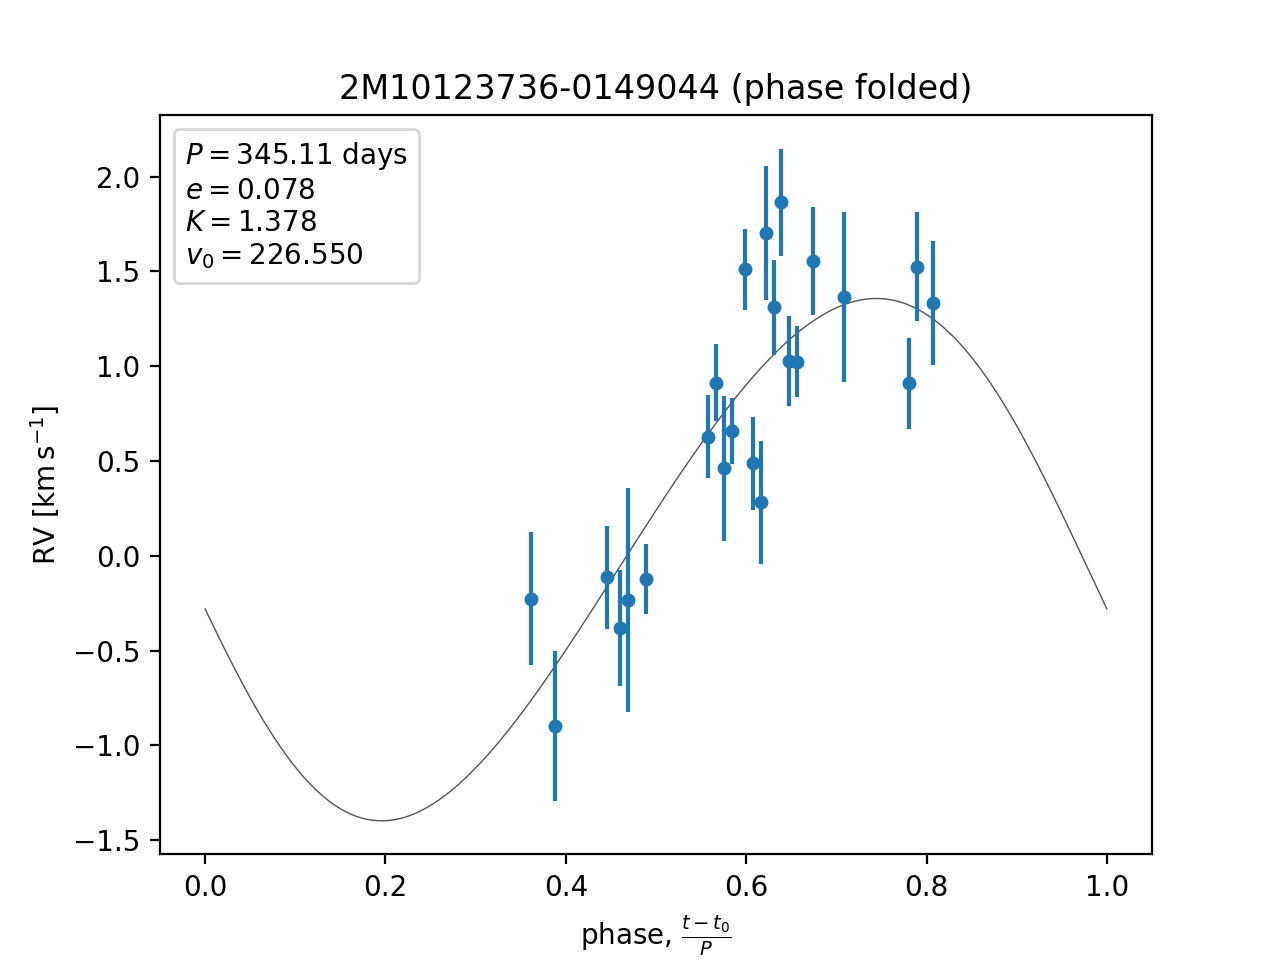 2M10123736-0149044 (phase folded)
P = 345.11 days
e = 0.078
K = 1.378
v₀ = 226.550
2.0
1.5
1.0
0.5
0.0
−0.5
−1.0
−1.5
RV [km s⁻¹]
0.0 0.2 0.4 0.6 0.8 1.0
phase, (t − t₀)/P